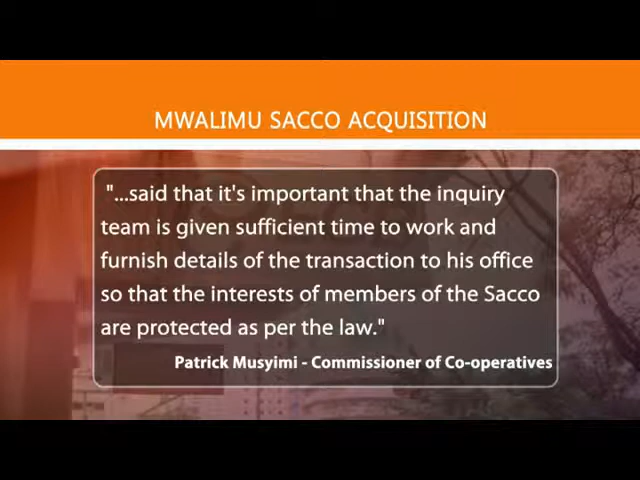 MWALIMU SACCO ACQUISITION
"...said that it's important that the inquiry
team is given sufficient time to work and
furnish details of the transaction to his office
so that the interests of members of the Sacco
are protected as per the law."
Patrick Musyimi - Commissioner of Co-operatives